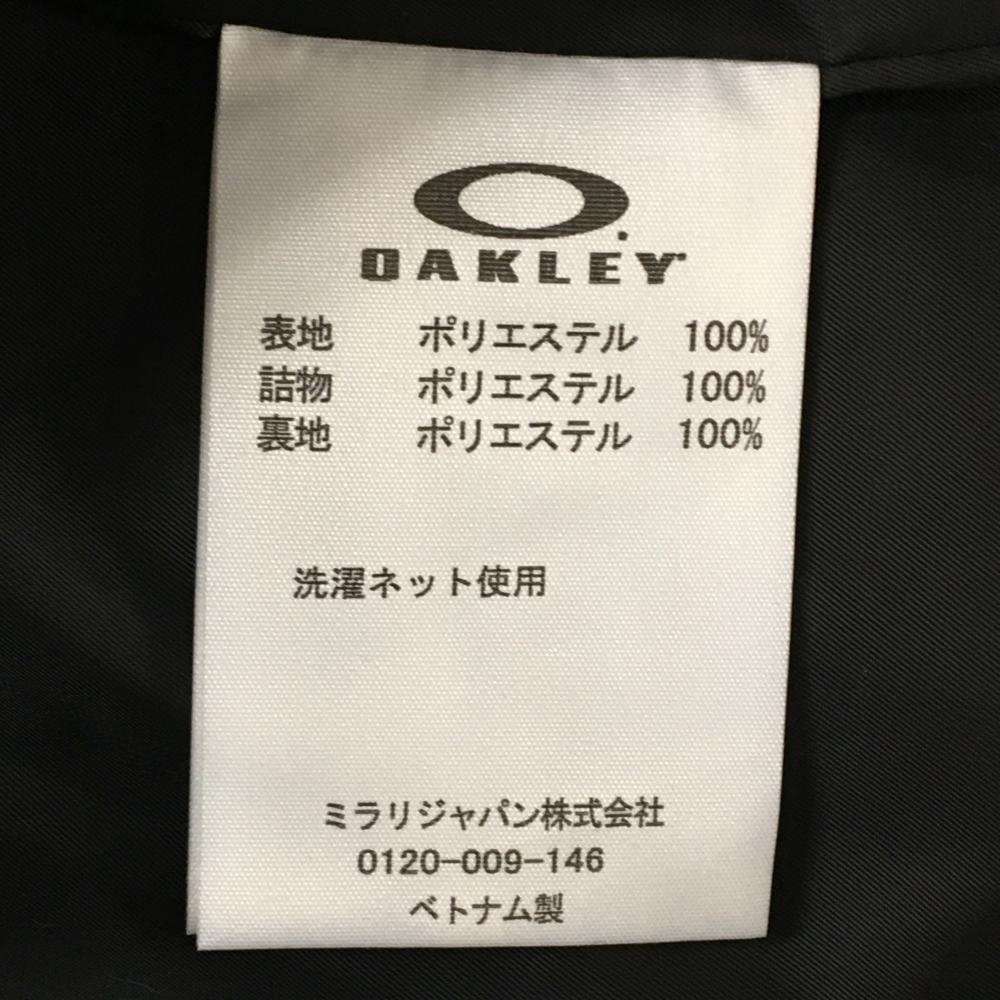 OAKLEY
表地 ポリエステル 100%
詰物 ポリエステル 100%
裏地 ポリエステル 100%
洗濯ネット使用
ミラリジャパン株式会社
0120-009-146
ベトナム製